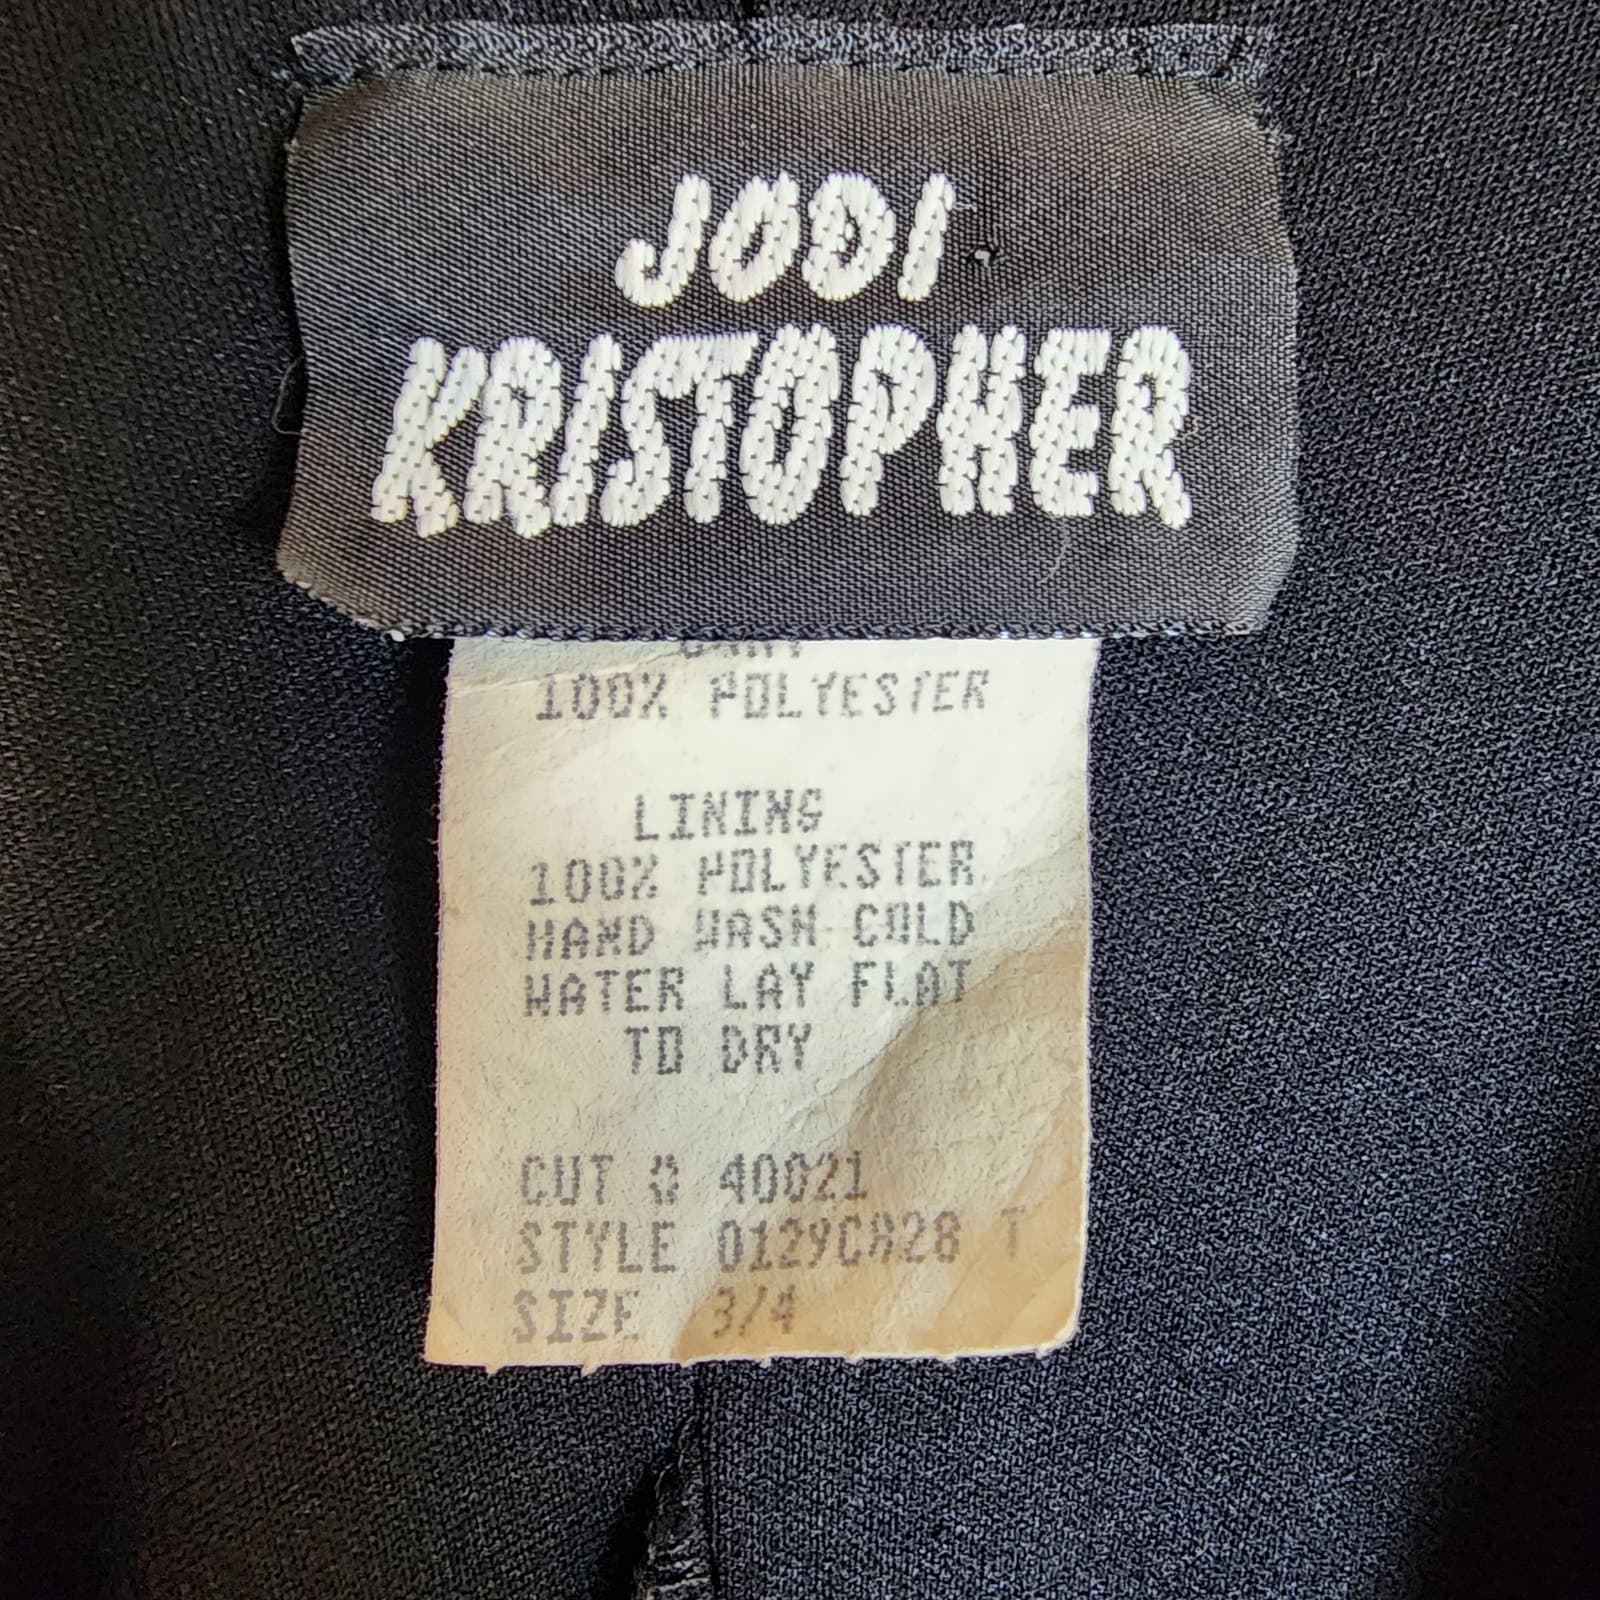 JODI
KRISTOPHER
100% POLYESTER
LINING
100% POLYESTER
HAND WASH COLD
WATER LAY FLAT
TO DRY
CUT # 40021
STYLE T
SIZE 3/4